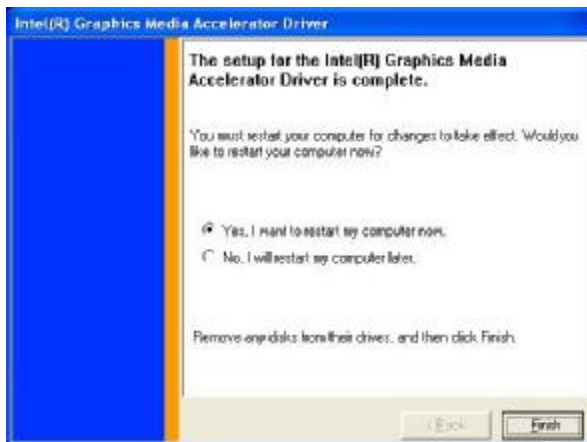 Intel(R) Graphics Media Accelerator Driver
The setup for the Intel(R) Graphics Media
Accelerator Driver is complete.
You must restart your computer for changes to take effect. Would you
like to restart your computer now?
Yes, I want to restart my computer now.
No, I will restart my computer later.
Remove any disks from their drives, and then click Finish.
< Back
Finish